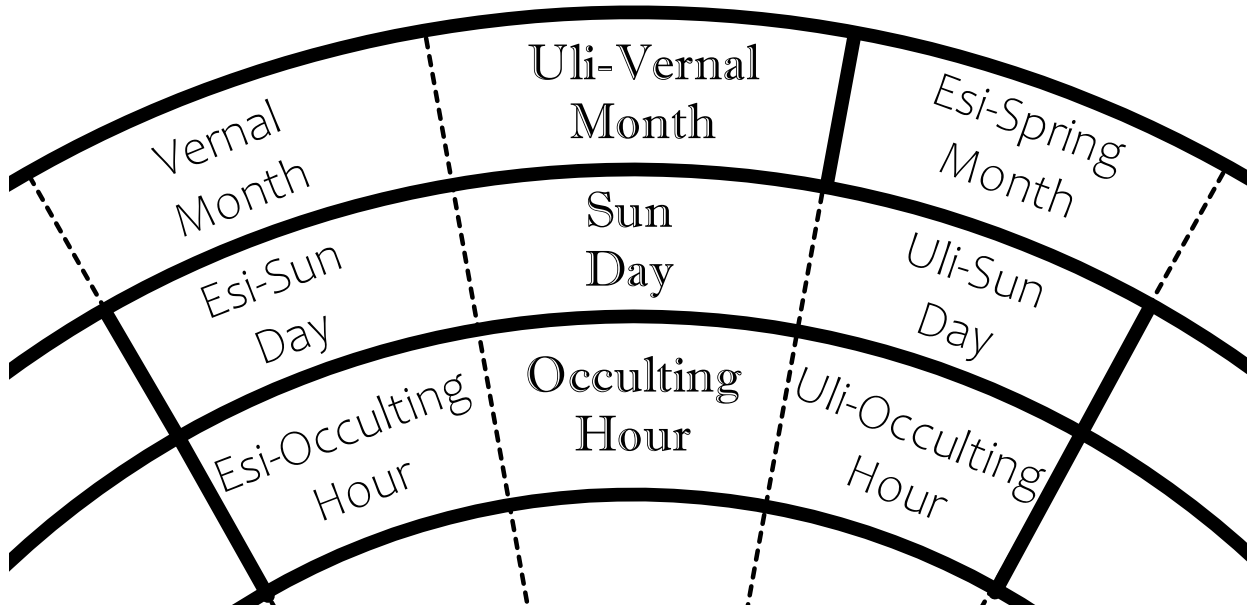 Vernal
Month
Uli-Vernal
Month
Esi-Spring
Month
Esi-Sun
Day
Sun
Day
Uli-Sun
Day
Esi-Occulting
Hour
Occulting
Hour
Uli-Occulting
Hour